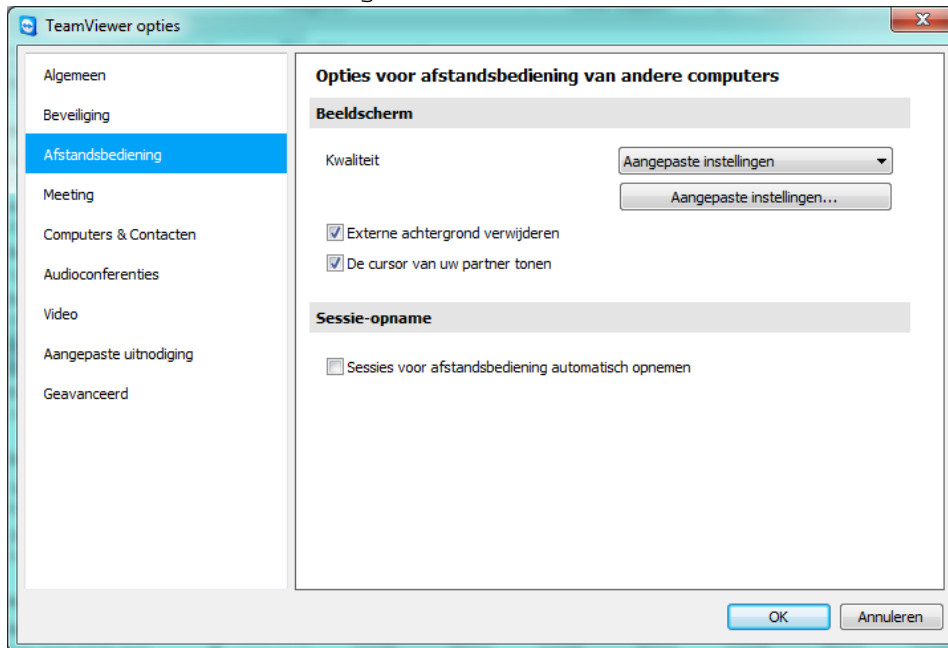 TeamViewer opties
Algemeen
Beveiliging
Afstandsbediening
Meeting
Computers & Contacten
Audioconferenties
Video
Aangepaste uitnodiging
Geavanceerd
Opties voor afstandsbediening van andere computers
Beeldscherm
Kwaliteit
Aangepaste instellingen
Aangepaste instellingen...
Externe achtergrond verwijderen
De cursor van uw partner tonen
Sessie-opname
Sessies voor afstandsbediening automatisch opnemen
OK
Annuleren